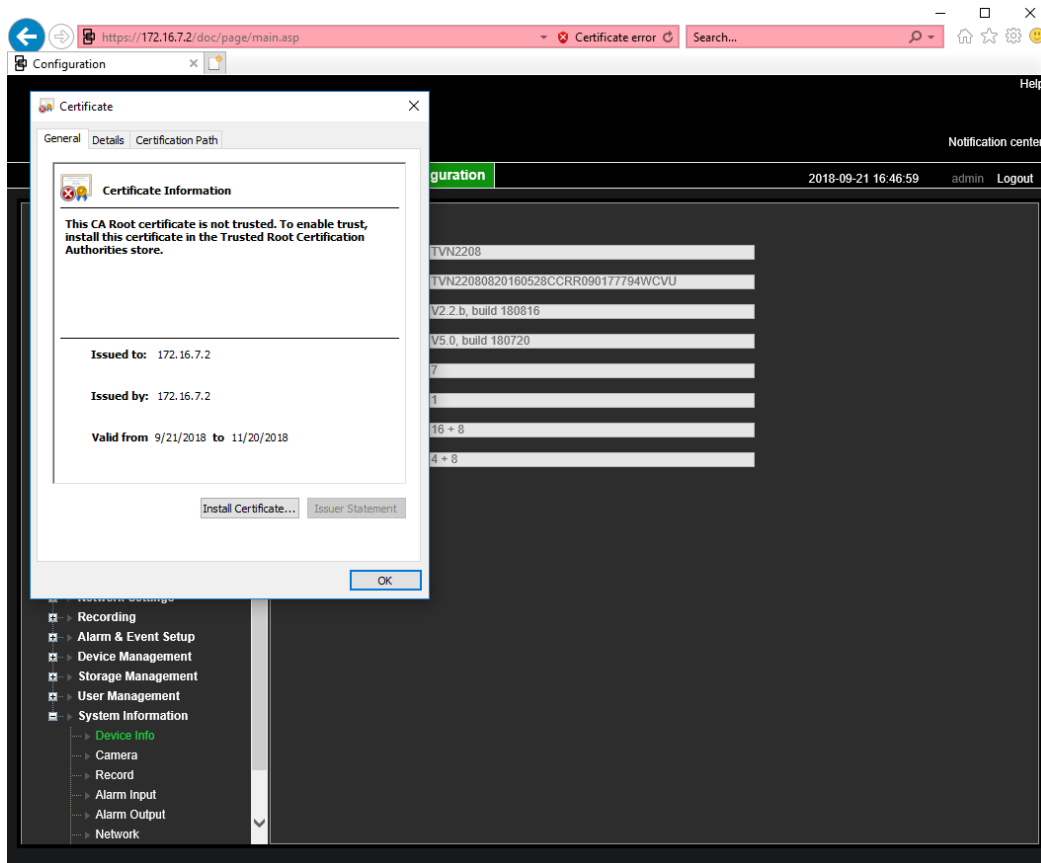 https://172.16.7.2/doc/page/main.asp
Certificate error
Search...
Configuration
Help
Certificate
General Details Certification Path
Notification center
Certificate Information
guration
2018-09-21 16:46:59 admin Logout
This CA Root certificate is not trusted. To enable trust,
install this certificate in the Trusted Root Certification
Authorities store.
TVN2208
TVN22080820160528CCRR090177794WCVU
V2.2.b, build 180816
V5.0, build 180720
7
1
16 + 8
4 + 8
Issued to: 172.16.7.2
Issued by: 172.16.7.2
Valid from 9/21/2018 to 11/20/2018
Install Certificate... Issuer Statement
OK
Network Settings
Recording
Alarm & Event Setup
Device Management
Storage Management
User Management
System Information
Device Info
Camera
Record
Alarm Input
Alarm Output
Network